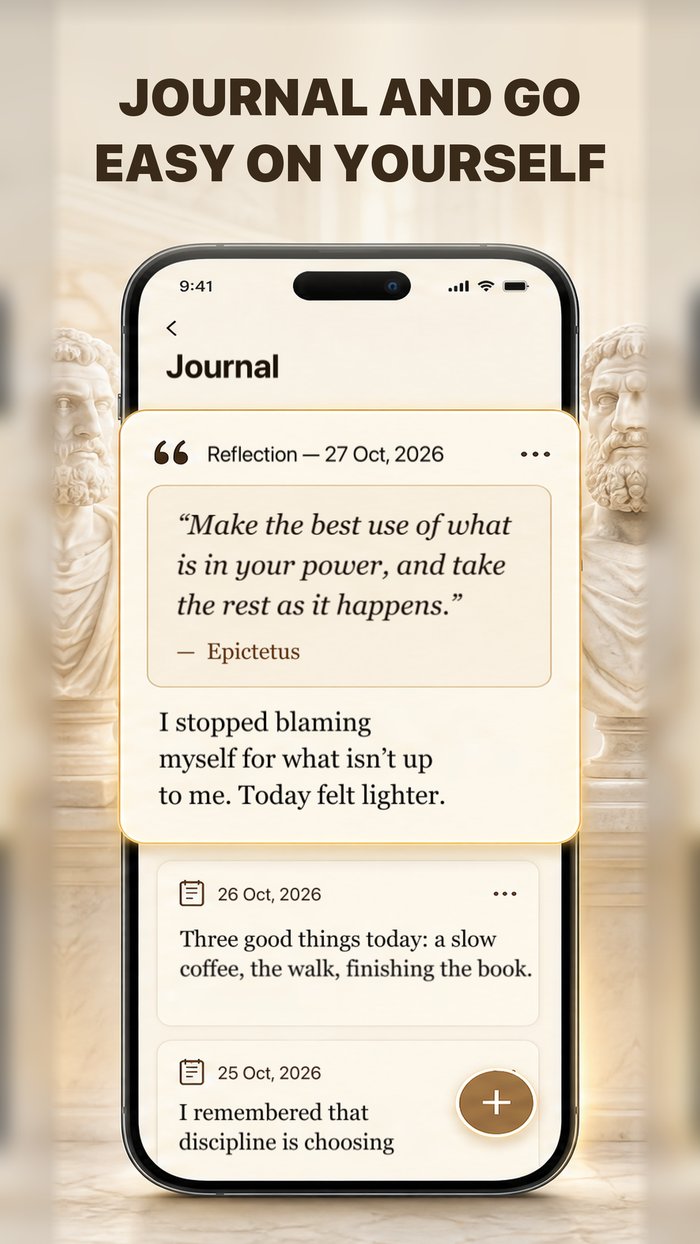 JOURNAL AND GO
EASY ON YOURSELF
9:41
Journal
Reflection — 27 Oct, 2026
“Make the best use of what
is in your power, and take
the rest as it happens.”
— Epictetus
I stopped blaming
myself for what isn’t up
to me. Today felt lighter.
26 Oct, 2026
Three good things today: a slow
coffee, the walk, finishing the book.
25 Oct, 2026
I remembered that
discipline is choosing